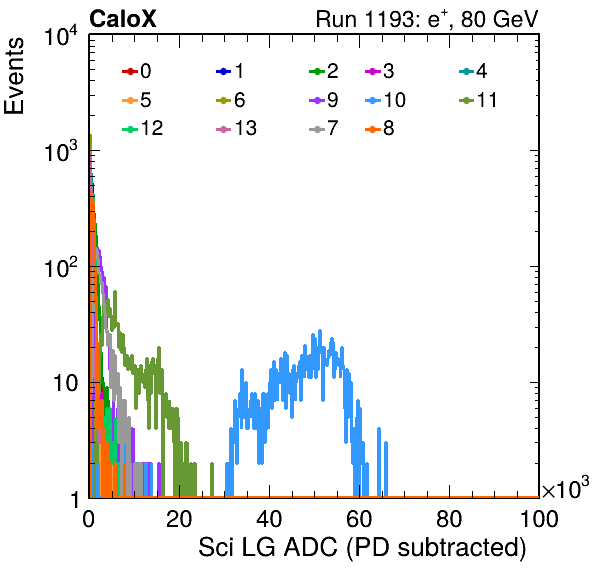 CaloX Run 1193: e⁺, 80 GeV
Events
10⁴
0 1 2 3 4
5 6 9 10 11
12 13 7 8
10³
10²
10
1
0 20 40 60 80 100
×10³
Sci LG ADC (PD subtracted)